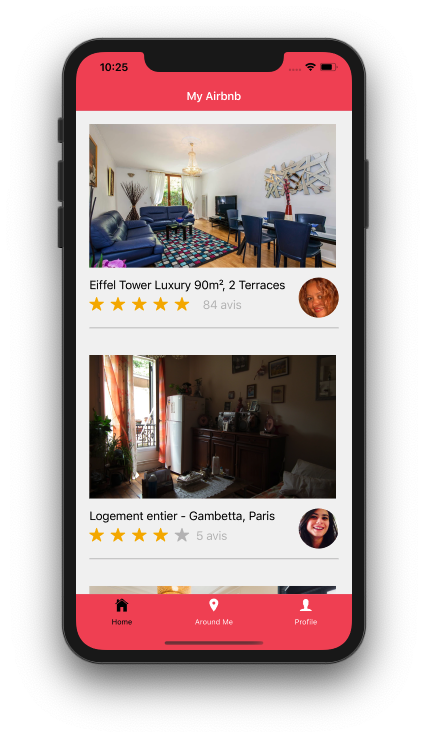 10:25
My Airbnb
Eiffel Tower Luxury 90m², 2 Terraces
84 avis
Logement entier - Gambetta, Paris
5 avis
Home
Around Me
Profile